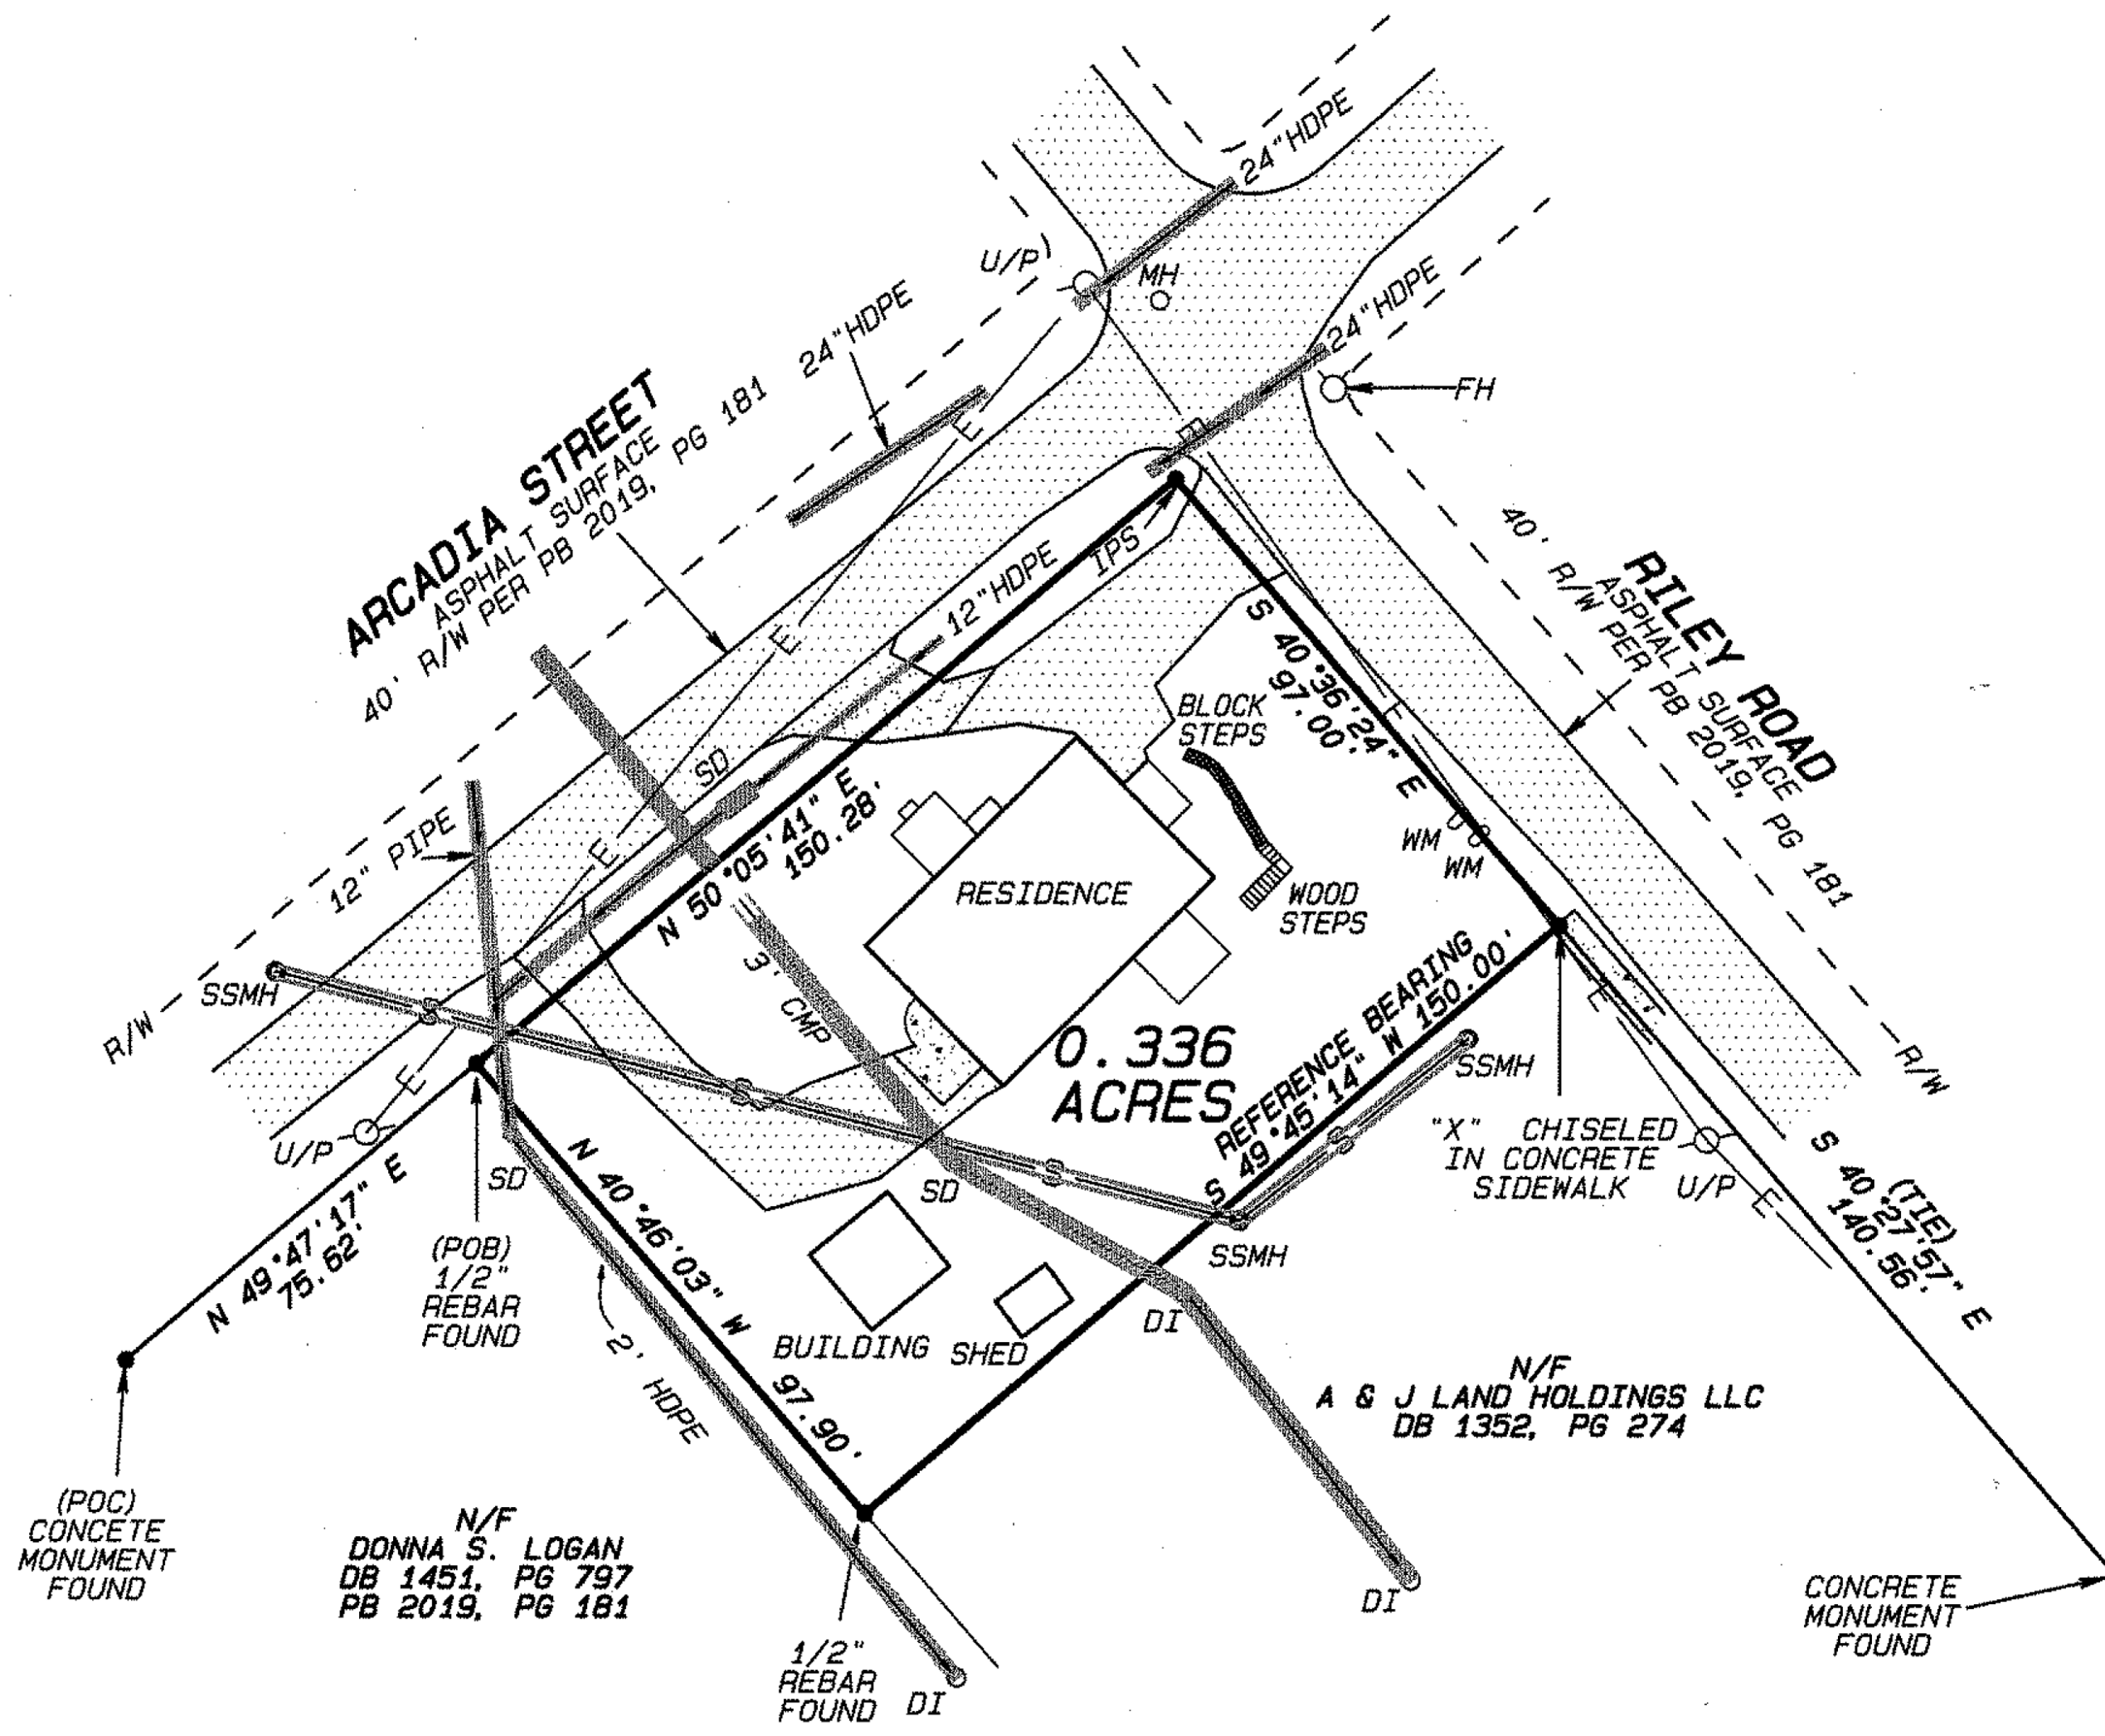 24"HDPE
U/P
MH
24"HDPE
24"HDPE
FH
ARCADIA STREET
ASPHALT SURFACE
40' R/W PER PB 2019, PG 181
E
RILEY ROAD
ASPHALT SURFACE
40' R/W PER PB 2019, PG 181
12"HDPE
IPS
E
S 40°36'24" E
97.00'
BLOCK
STEPS
SD
N 50°05'41" E
150.28'
12" PIPE
E
E
WM
WM
RESIDENCE
WOOD
STEPS
3' CMP
SSMH
S
R/W
E
S
0.336
ACRES
REFERENCE BEARING
S 49°45'14" W 150.00'
SSMH
S
E
R/W
U/P
SD
N 49°47'17" E
75.62'
(POB)
1/2"
REBAR
FOUND
N 40°46'03" W 97.90'
SD
S
SSMH
"X" CHISELED
IN CONCRETE
SIDEWALK
U/P
E
(TIE)
S 40°27'57" E
140.56'
2' HDPE
BUILDING
SHED
DI
N/F
A & J LAND HOLDINGS LLC
DB 1352, PG 274
(POC)
CONCETE
MONUMENT
FOUND
N/F
DONNA S. LOGAN
DB 1451, PG 797
PB 2019, PG 181
1/2"
REBAR
FOUND
DI
DI
CONCRETE
MONUMENT
FOUND